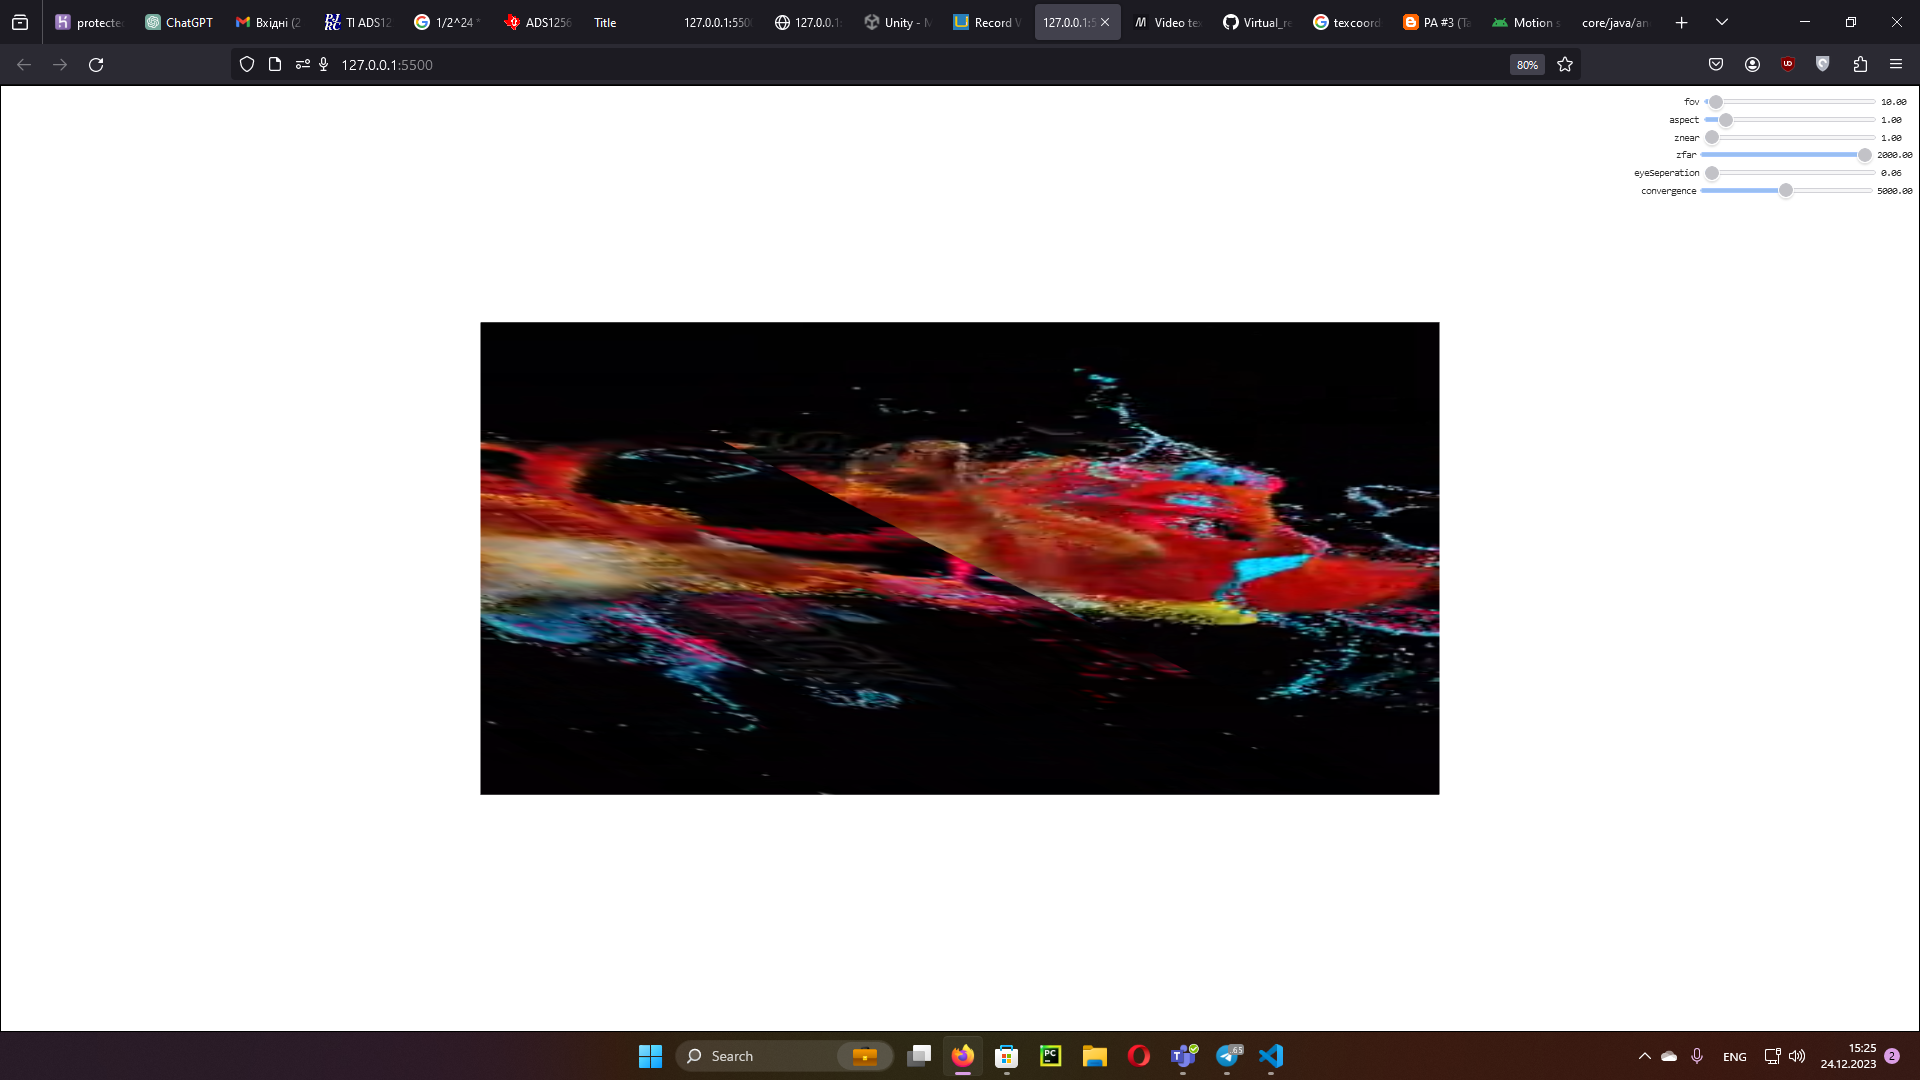 protecte
ChatGPT
Вхідні (2
TI ADS12
1/2^24 *
ADS1256
Title
127.0.0.1:550
127.0.0.1:
Unity - M
Record V
127.0.0.1:5
Video te
Virtual_re
texcoord
PA #3 (Ta
Motion s
core/java/an
127.0.0.1:5500
80%
fov 10.00
aspect 1.00
znear 1.00
zfar 2000.00
eyeSeperation 0.06
convergence 5000.00
Search
65
ENG
15:25
24.12.2023
2